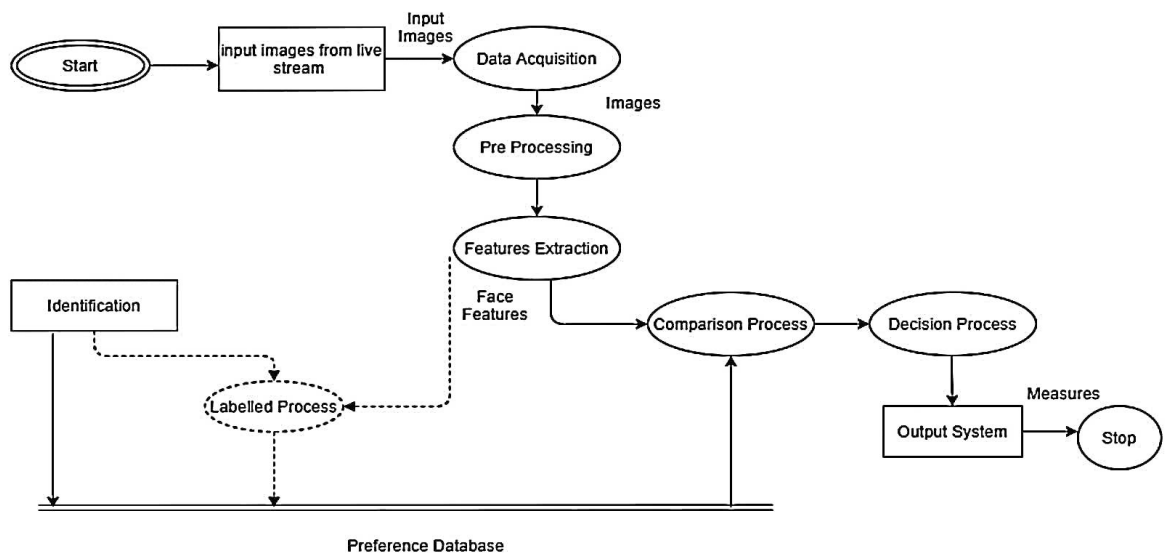 Start
input images from live
stream
Input
Images
Data Acquisition
Images
Pre Processing
Features Extraction
Face
Features
Identification
Labelled Process
Comparison Process
Decision Process
Measures
Output System
Stop
Preference Database